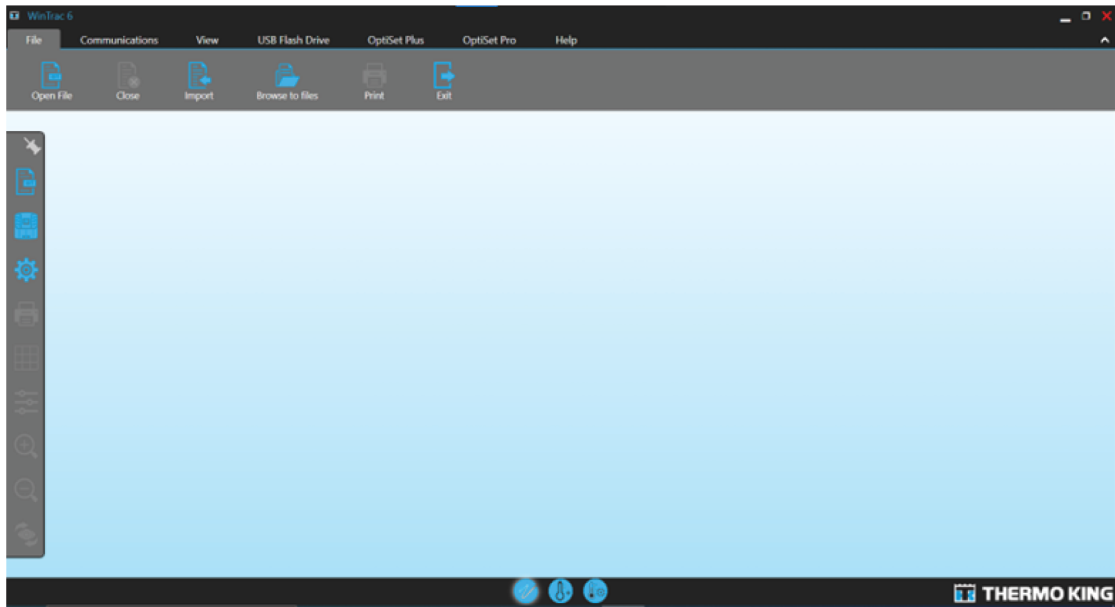 WinTrac 6
File Communications View USB Flash Drive OptiSet Plus OptiSet Pro Help
Open File Close Import Browse to files Print Exit
THERMO KING